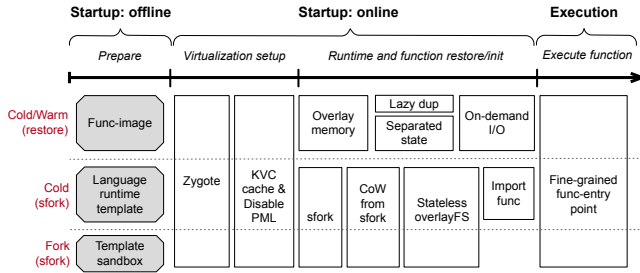 Startup: offline
Startup: online
Execution
Prepare
Virtualization setup
Runtime and function restore/init
Execute function
Cold/Warm
(restore)
Func-image
Overlay
memory
Lazy dup
Separated
state
On-demand
I/O
Cold
(sfork)
Language
runtime
template
Zygote
KVC
cache &
Disable
PML
sfork
CoW
from
sfork
Stateless
overlayFS
Import
func
Fine-grained
func-entry
point
Fork
(sfork)
Template
sandbox